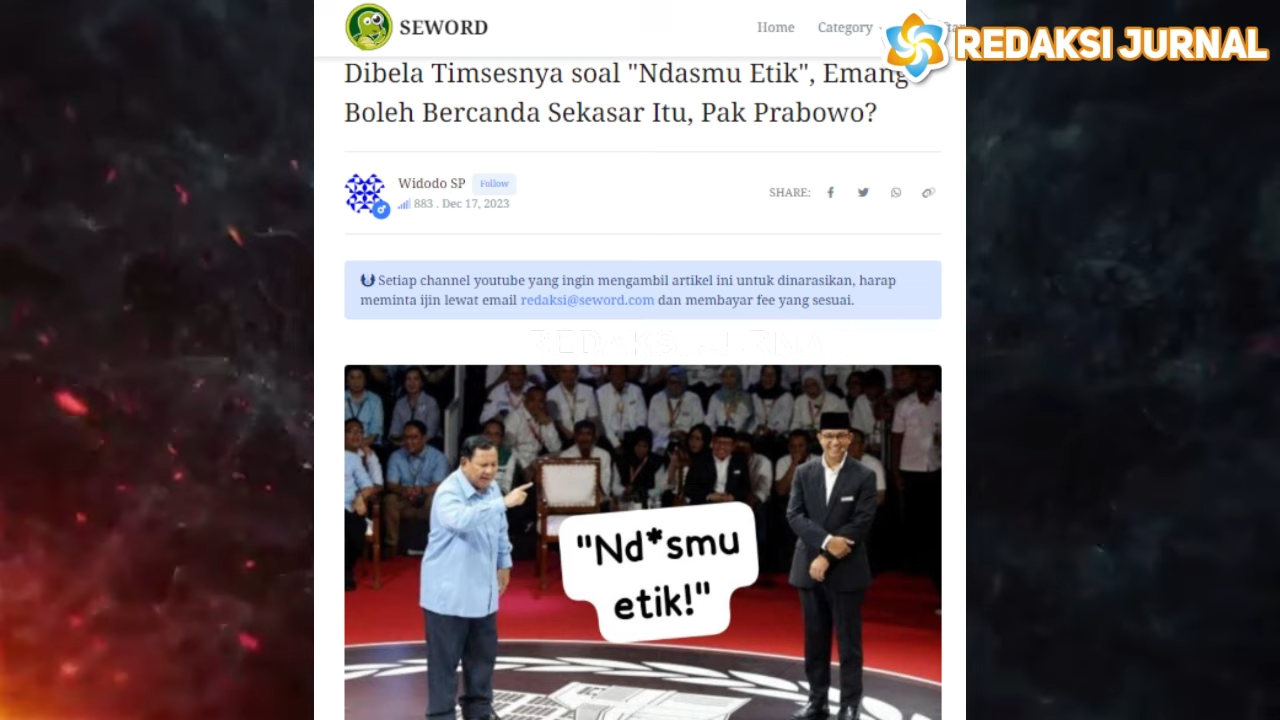 SEWORD
Home Category
REDAKSI JURNAL
Dibela Timsesnya soal "Ndasmu Etik", Emang
Boleh Bercanda Sekasar Itu, Pak Prabowo?
Widodo SP Follow
883 . Dec 17, 2023
SHARE:
Setiap channel youtube yang ingin mengambil artikel ini untuk dinarasikan, harap
meminta ijin lewat email redaksi@seword.com dan membayar fee yang sesuai.
"Nd*smu
etik!"